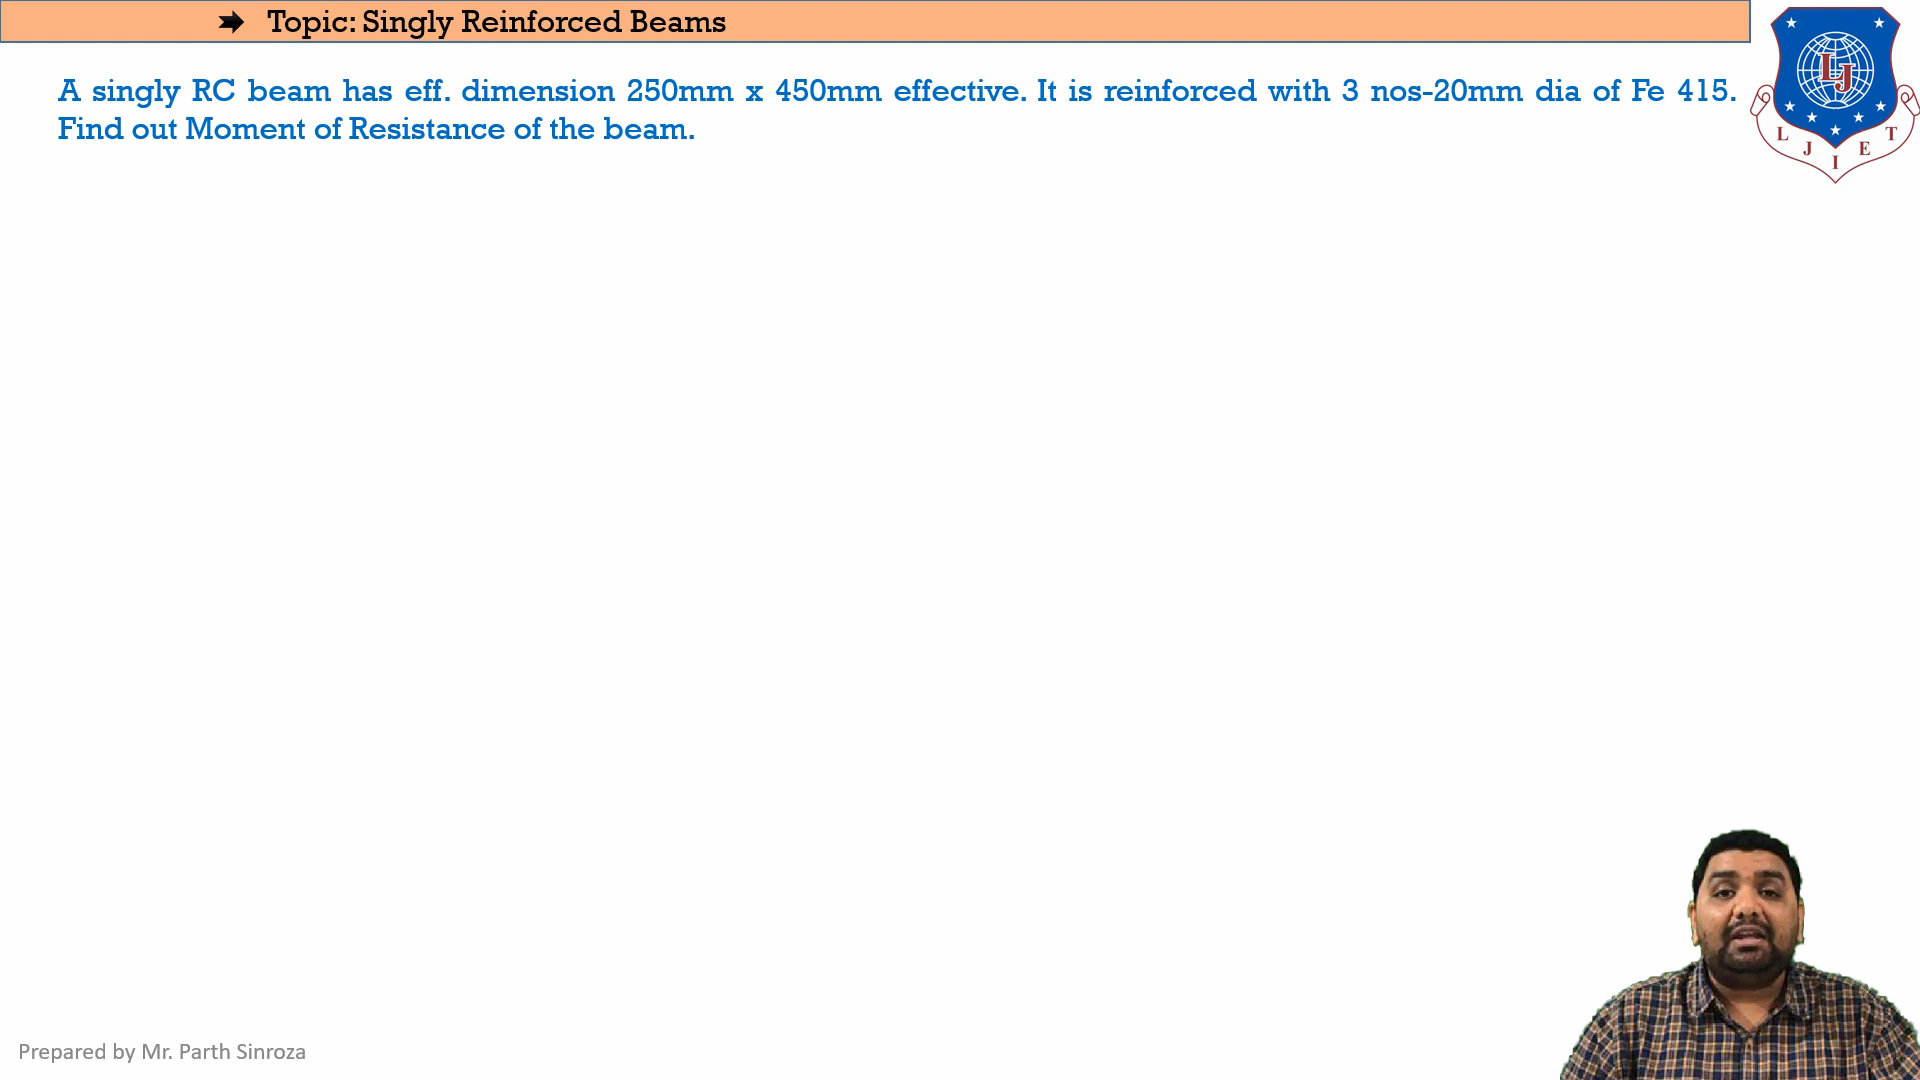 Topic: Singly Reinforced Beams
A singly RC beam has eff. dimension 250mm x 450mm effective. It is reinforced with 3 nos-20mm dia of Fe 415.
Find out Moment of Resistance of the beam.
LJ
L J I E T
Prepared by Mr. Parth Sinroza